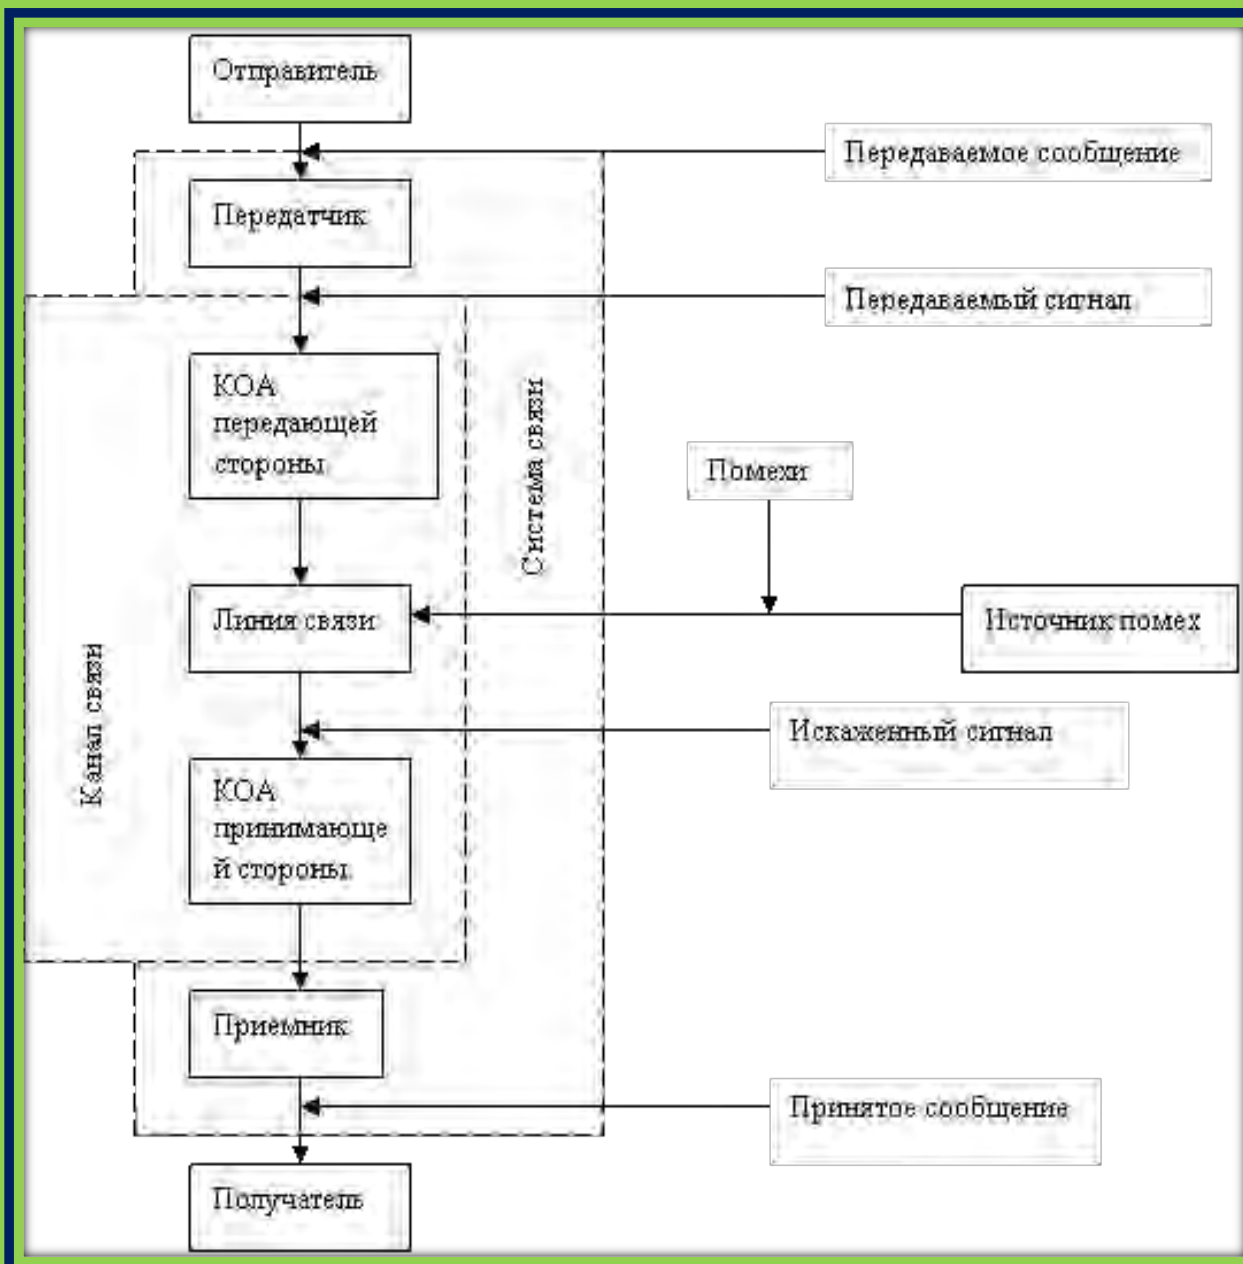 Отправитель
Передаваемое сообщение
Передатчик
Передаваемый сигнал
КОА
передающей
стороны
Система связи
Помехи
Линия связи
Источник помех
Канал связи
Искаженный сигнал
КОА
принимающе
й стороны
Приемник
Принятое сообщение
Получатель